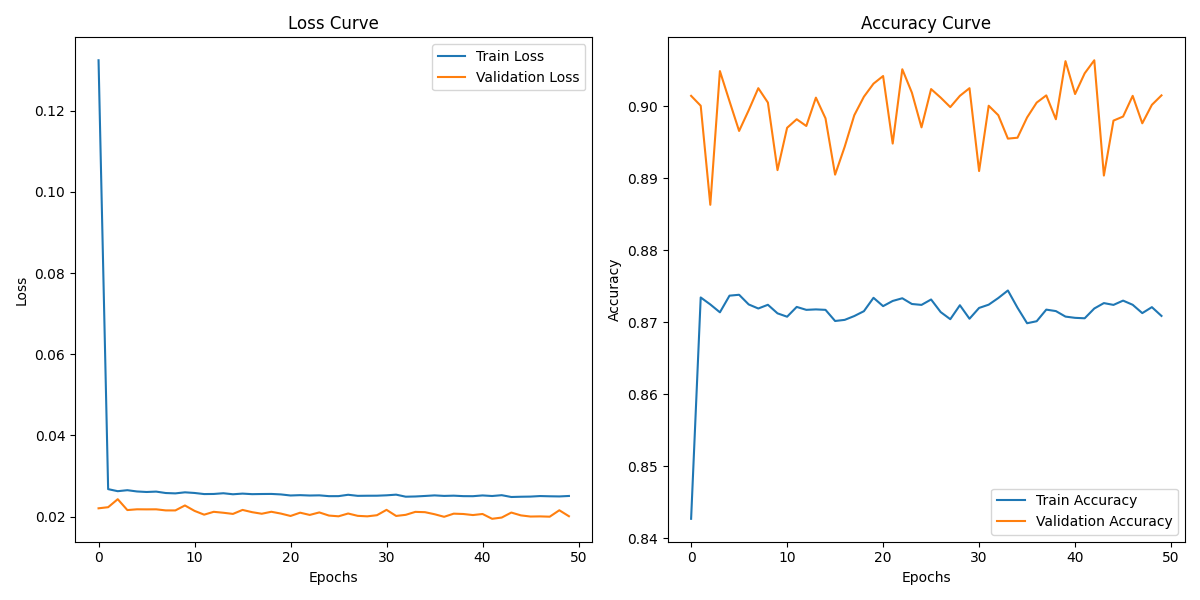 Loss Curve
Train Loss
Validation Loss
0.12
0.10
0.08
0.06
0.04
0.02
Loss
0 10 20 30 40 50
Epochs
Accuracy Curve
0.90
0.89
0.88
0.87
0.86
0.85
0.84
Accuracy
Train Accuracy
Validation Accuracy
0 10 20 30 40 50
Epochs